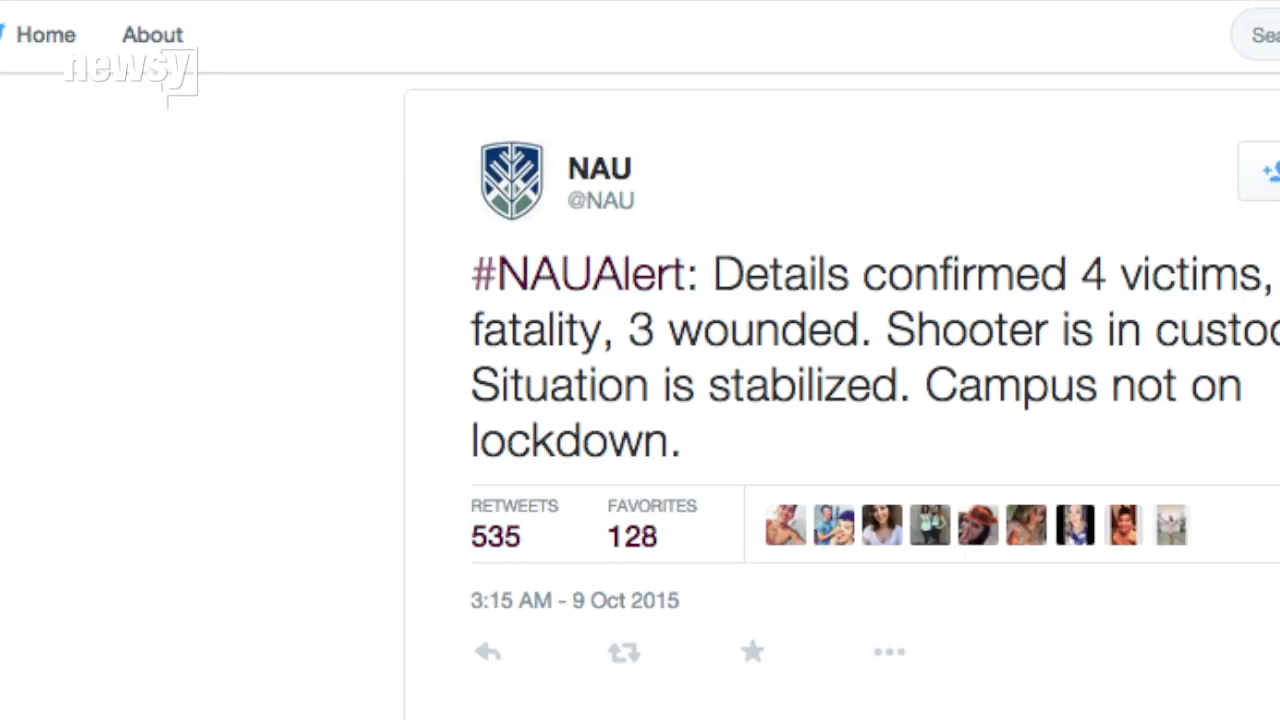 Home About
newsy
NAU
@NAU
#NAUAlert: Details confirmed 4 victims,
fatality, 3 wounded. Shooter is in
Situation is stabilized. Campus not on
lockdown.
RETWEETS FAVORITES
535 128
3:15 AM - 9 Oct 2015